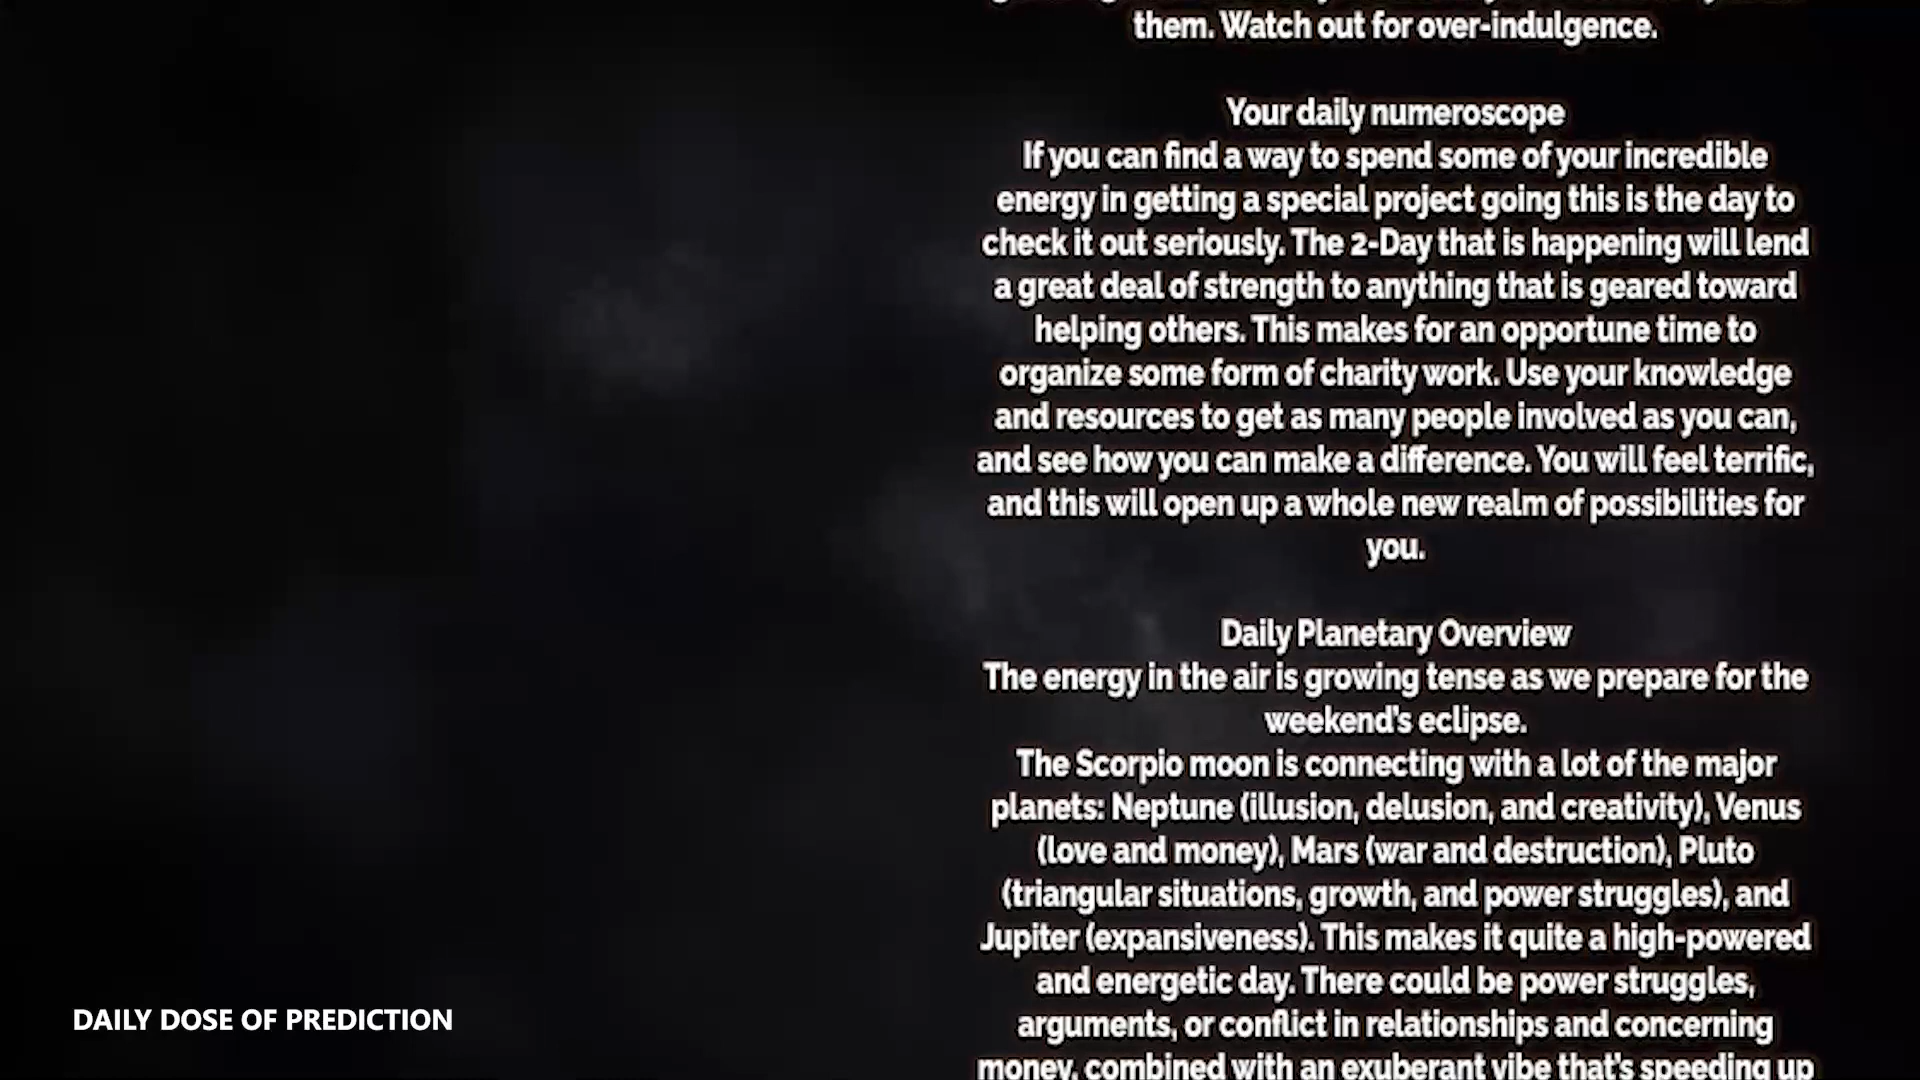 them. Watch out for over-indulgence.
Your daily numeroscope
If you can find a way to spend some of your incredible
energy in getting a special project going this is the day to
check it out seriously. The 2-Day that is happening will lend
a great deal of strength to anything that is geared toward
helping others. This makes for an opportune time to
organize some form of charity work. Use your knowledge
and resources to get as many people involved as you can,
and see how you can make a difference. You will feel terrific,
and this will open up a whole new realm of possibilities for
you.
Daily Planetary Overview
The energy in the air is growing tense as we prepare for the
weekend's eclipse.
The Scorpio moon is connecting with a lot of the major
planets: Neptune (illusion, delusion, and creativity), Venus
(love and money), Mars (war and destruction), Pluto
(triangular situations, growth, and power struggles), and
Jupiter (expansiveness). This makes it quite a high-powered
and energetic day. There could be power struggles,
arguments, or conflict in relationships and concerning
money, combined with an exuberant vibe that's speeding up
DAILY DOSE OF PREDICTION